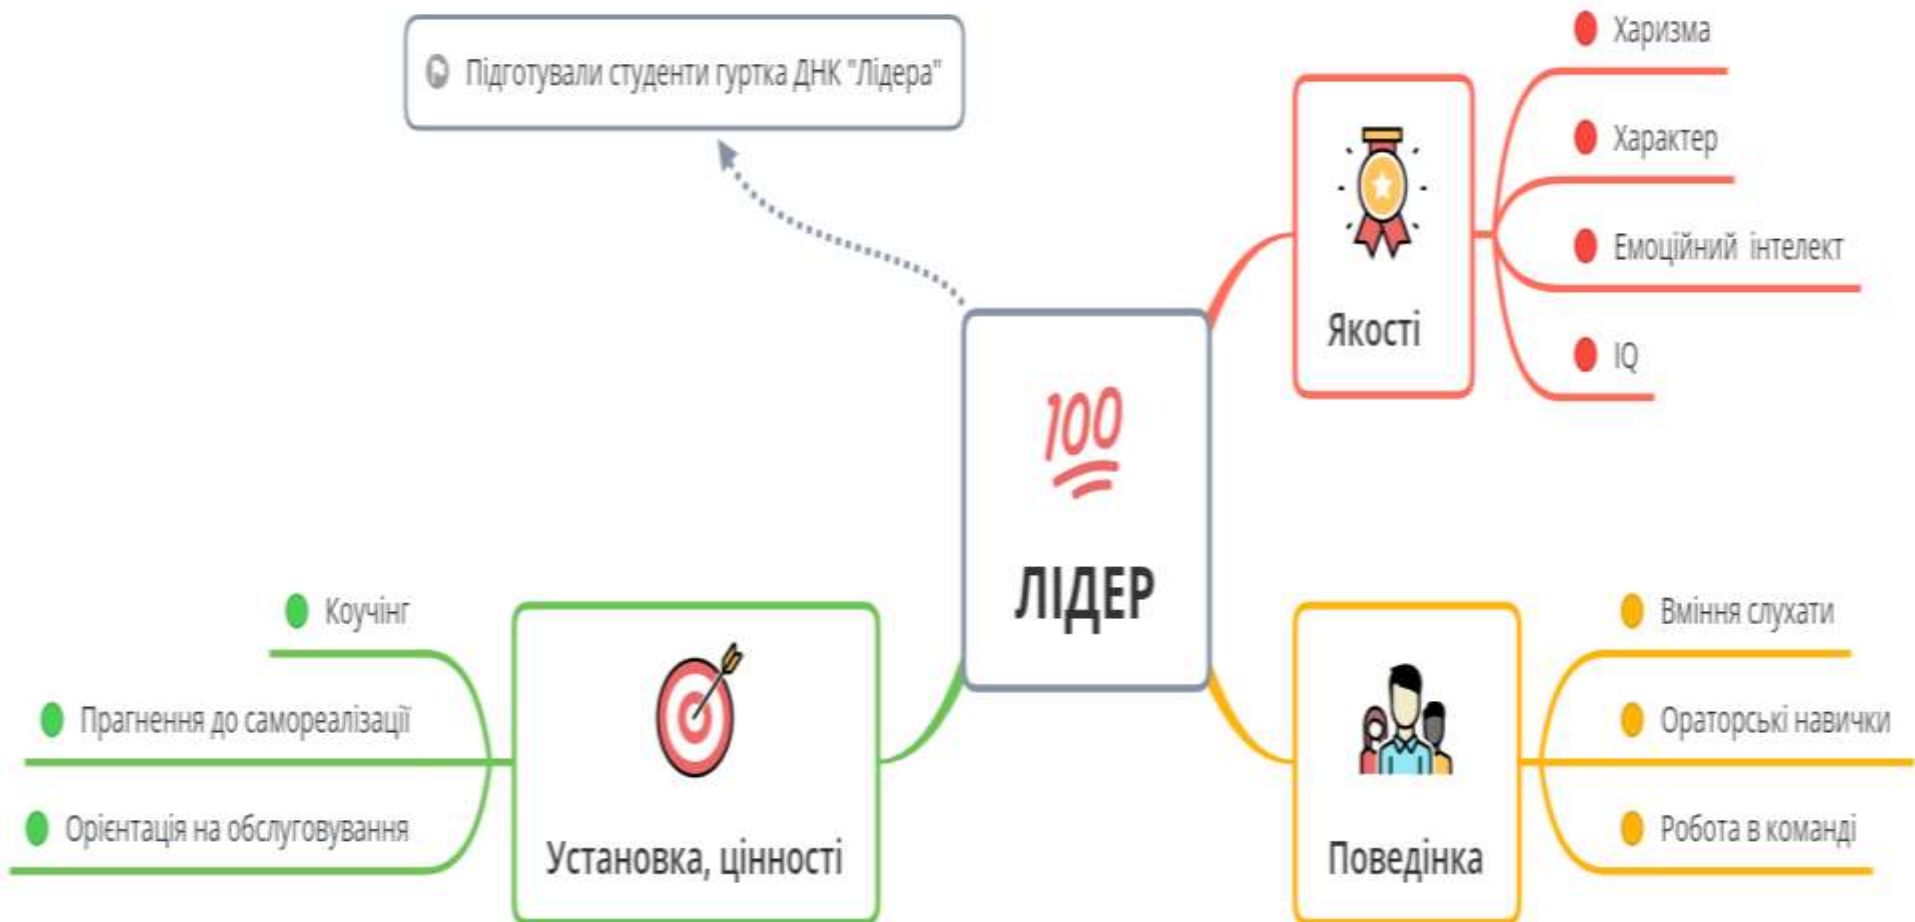 Підготували студенти гуртка ДНК "Лідера"
100
ЛІДЕР
Якості
Харизма
Характер
Емоційний інтелект
IQ
Поведінка
Вміння слухати
Ораторські навички
Робота в команді
Установка, цінності
Коучінг
Прагнення до самореалізації
Орієнтація на обслуговування